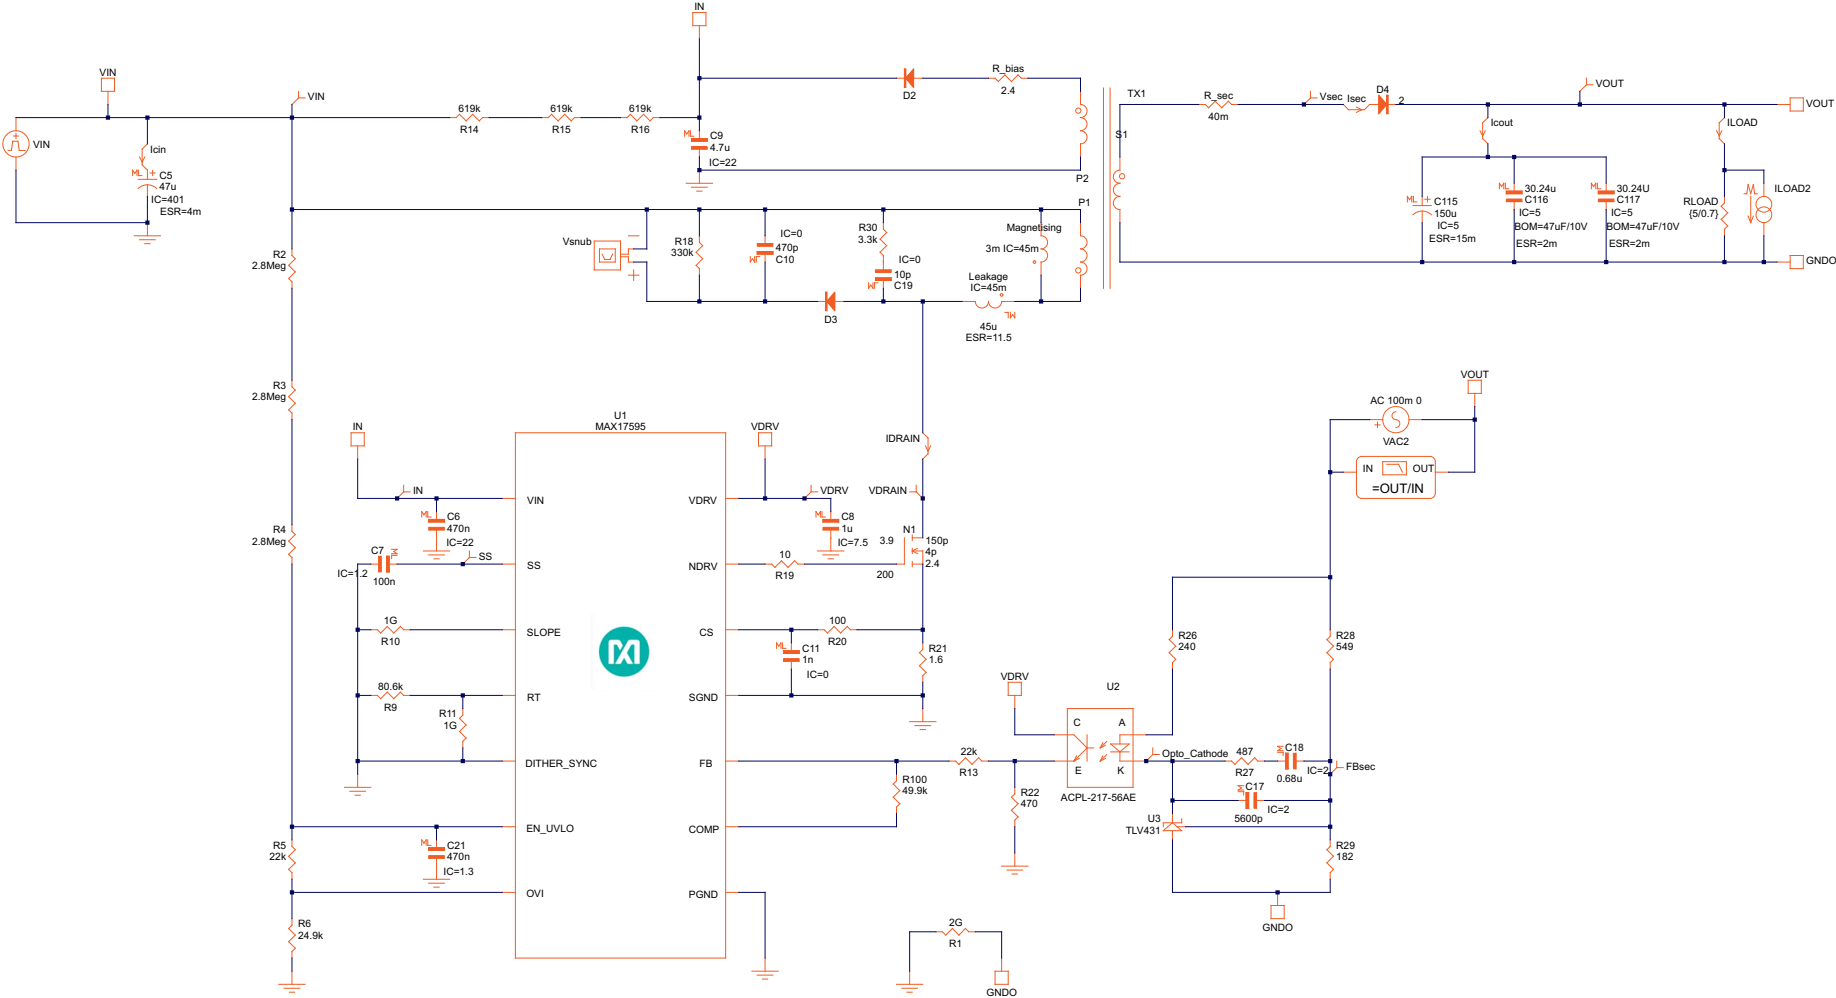 IN
VIN
VIN
VIN
Icin
ML
+
C5
47u
IC=401
ESR=4m
619k
R14
619k
R15
619k
R16
ML
C9
4.7u
IC=22
D2
R_bias
2.4
TX1
S1
P2
P1
R_sec
40m
Vsec
Isec
D4
2
VOUT
VOUT
Icout
ILOAD
ML
+
C115
150u
IC=5
ESR=15m
ML
30.24u
C116
IC=5
BOM=47uF/10V
ESR=2m
ML
30.24U
C117
IC=5
BOM=47uF/10V
ESR=2m
RLOAD
{5/0.7}
ILOAD2
GNDO
Vsnub
R18
330k
IC=0
470p
C10
ML
R30
3.3k
IC=0
10p
C19
ML
D3
Magnetising
3m IC=45m
Leakage
IC=45m
ML
45u
ESR=11.5
R2
2.8Meg
R3
2.8Meg
R4
2.8Meg
R5
22k
R6
24.9k
IN
IN
ML
C6
470n
IC=22
C7
IC=1.2
100n
SS
1G
R10
80.6k
R9
R11
1G
ML
C21
470n
IC=1.3
U1
MAX17595
VIN
SS
SLOPE
RT
DITHER_SYNC
EN_UVLO
OVI
VDRV
NDRV
CS
SGND
FB
COMP
PGND
VDRV
VDRV
ML
C8
1u
IC=7.5
IDRAIN
VDRAIN
N1
3.9
150p
4p
2.4
200
10
R19
100
R20
ML
C11
1n
IC=0
R21
1.6
22k
R13
R100
49.9k
R22
470
VDRV
U2
C
A
E
K
ACPL-217-56AE
Opto_Cathode
R26
240
R28
549
487
R27
C18
0.68u
IC=2
FBsec
C17
IC=2
5600p
U3
TLV431
R29
182
GNDO
VOUT
AC 100m 0
+
VAC2
IN
OUT
=OUT/IN
2G
R1
GNDO